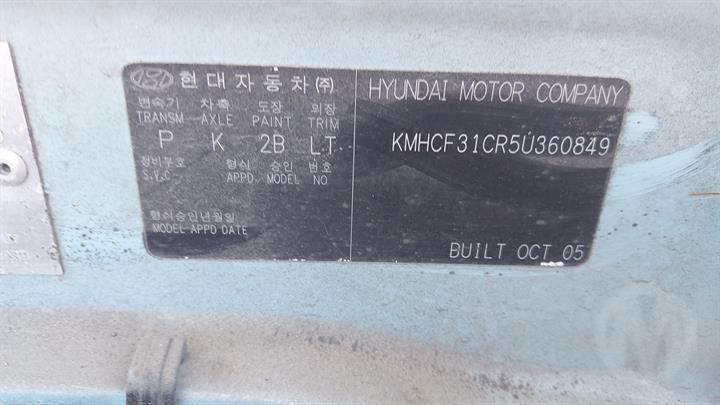 현대자동차㈜
변속기 차축 도장 외장
TRANSM AXLE PAINT TRIM
P K 2B LT
정비부호 형식 승인 번호
S.V.C APPD MODEL NO
형식승인년월일
MODEL APPD DATE
HYUNDAI MOTOR COMPANY
KMHCF31CR5U360849
BUILT OCT 05